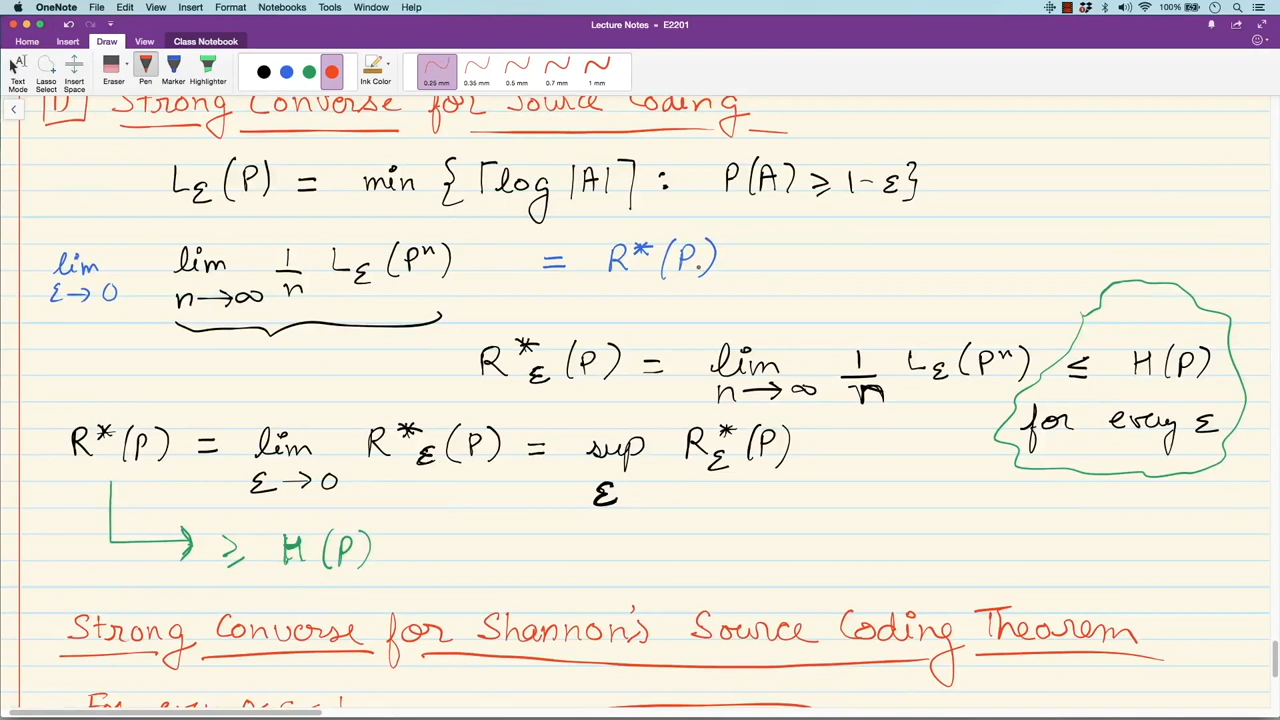 OneNote File Edit View Insert Format Notebooks Tools Window Help 100%
Lecture Notes - E2201
Home Insert Draw View Class Notebook
Text Mode Lasso Select Insert Space Eraser Pen Marker Highlighter Ink Color 0.25 mm 0.35 mm 0.5 mm 0.7 mm 1 mm
Strong Converse for Source Coding
L_ε(P) = min {⌈log |A|⌉ : P(A) ≥ 1-ε}
lim ε→0 lim n→∞ 1/n L_ε(Pⁿ) = R*(P.)
R*_ε(P) = lim n→∞ 1/n L_ε(Pⁿ) ≤ H(P)
for every ε
R*(P) = lim ε→0 R*_ε(P) = sup ε R*_ε(P)
≥ H(P)
Strong Converse for Shannon's Source Coding Theorem